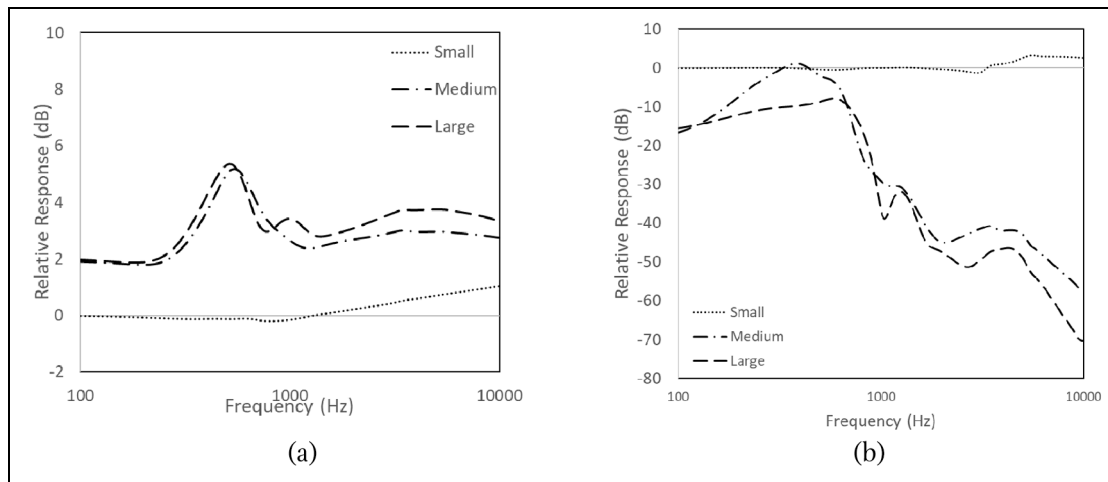 10
8
6
4
2
0
-2
Relative Response (dB)
Small
Medium
Large
100
1000
10000
Frequency (Hz)
(a)
10
0
-10
-20
-30
-40
-50
-60
-70
-80
Relative Response (dB)
Small
Medium
Large
100
1000
10000
Frequency (Hz)
(b)